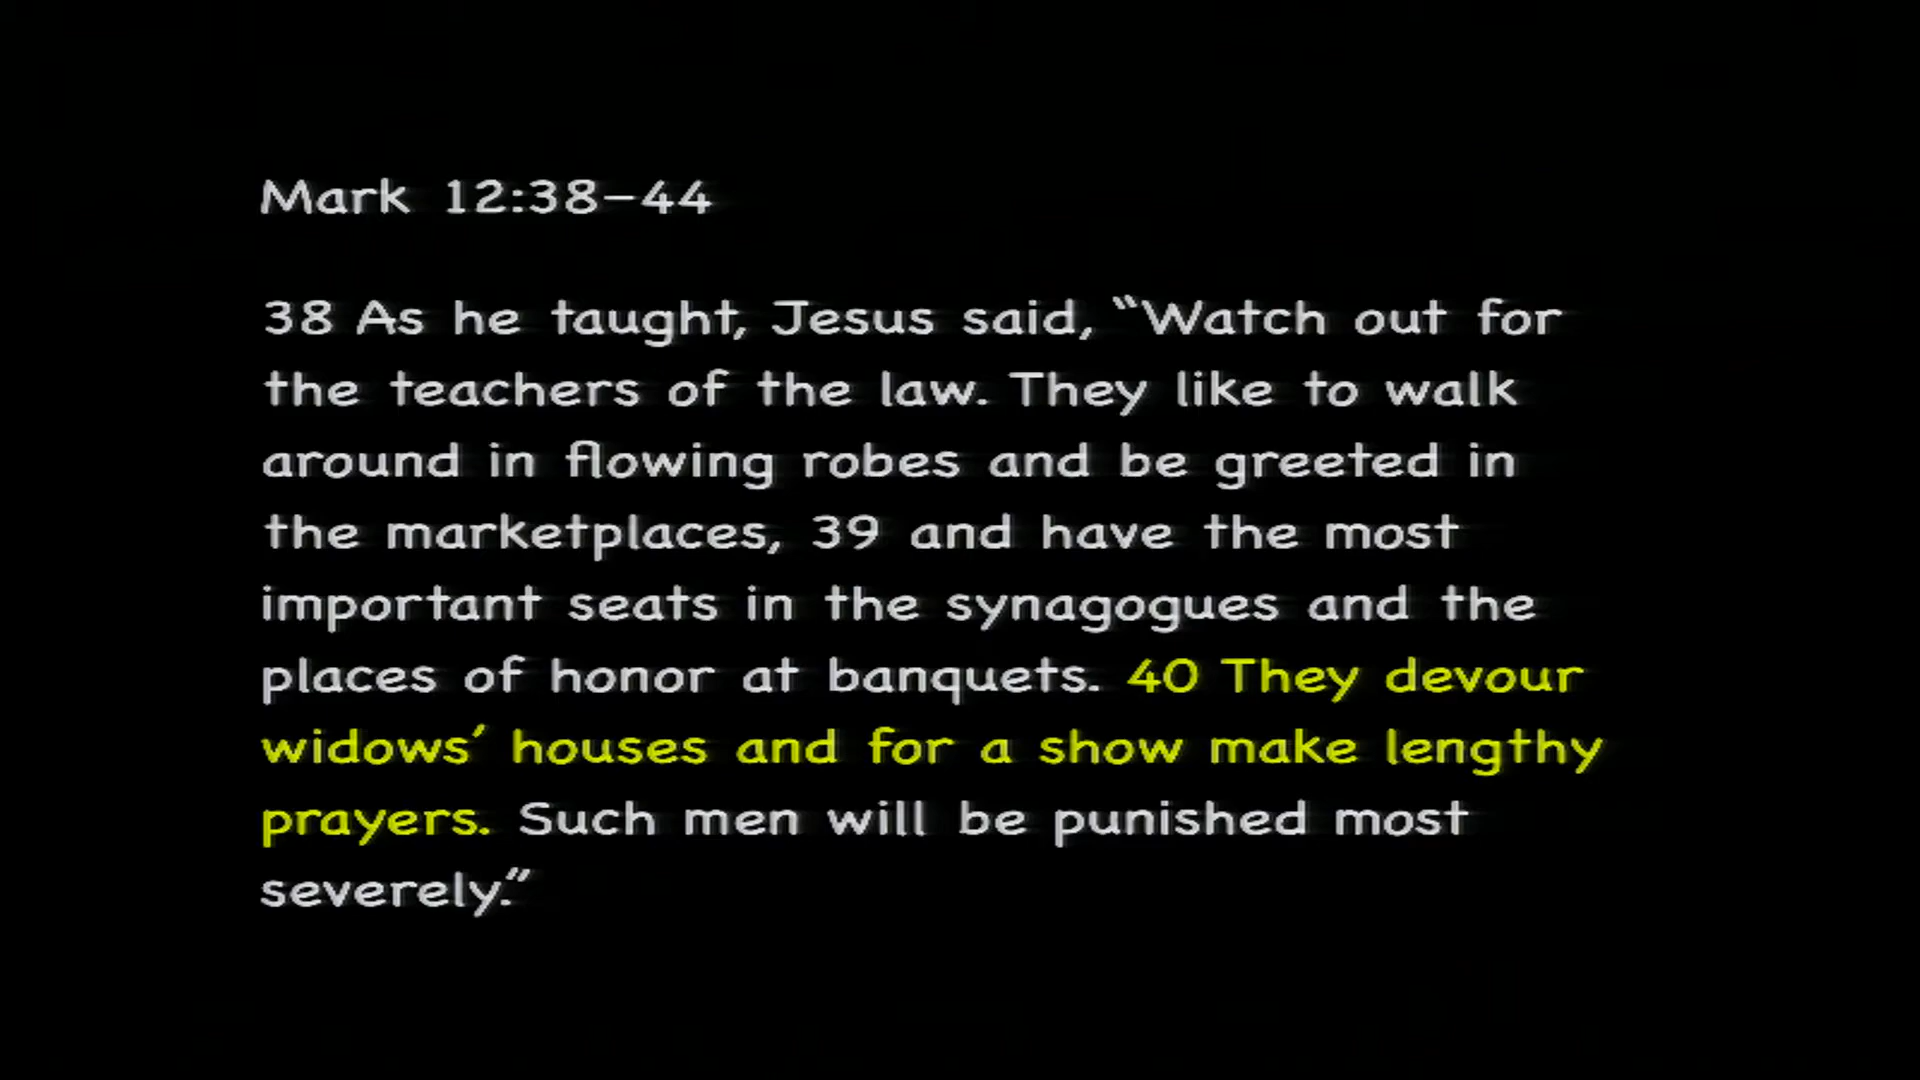 Mark 12:38–44
38 As he taught, Jesus said, “Watch out for
the teachers of the law. They like to walk
around in flowing robes and be greeted in
the marketplaces, 39 and have the most
important seats in the synagogues and the
places of honor at banquets. 40 They devour
widows’ houses and for a show make lengthy
prayers. Such men will be punished most
severely.”